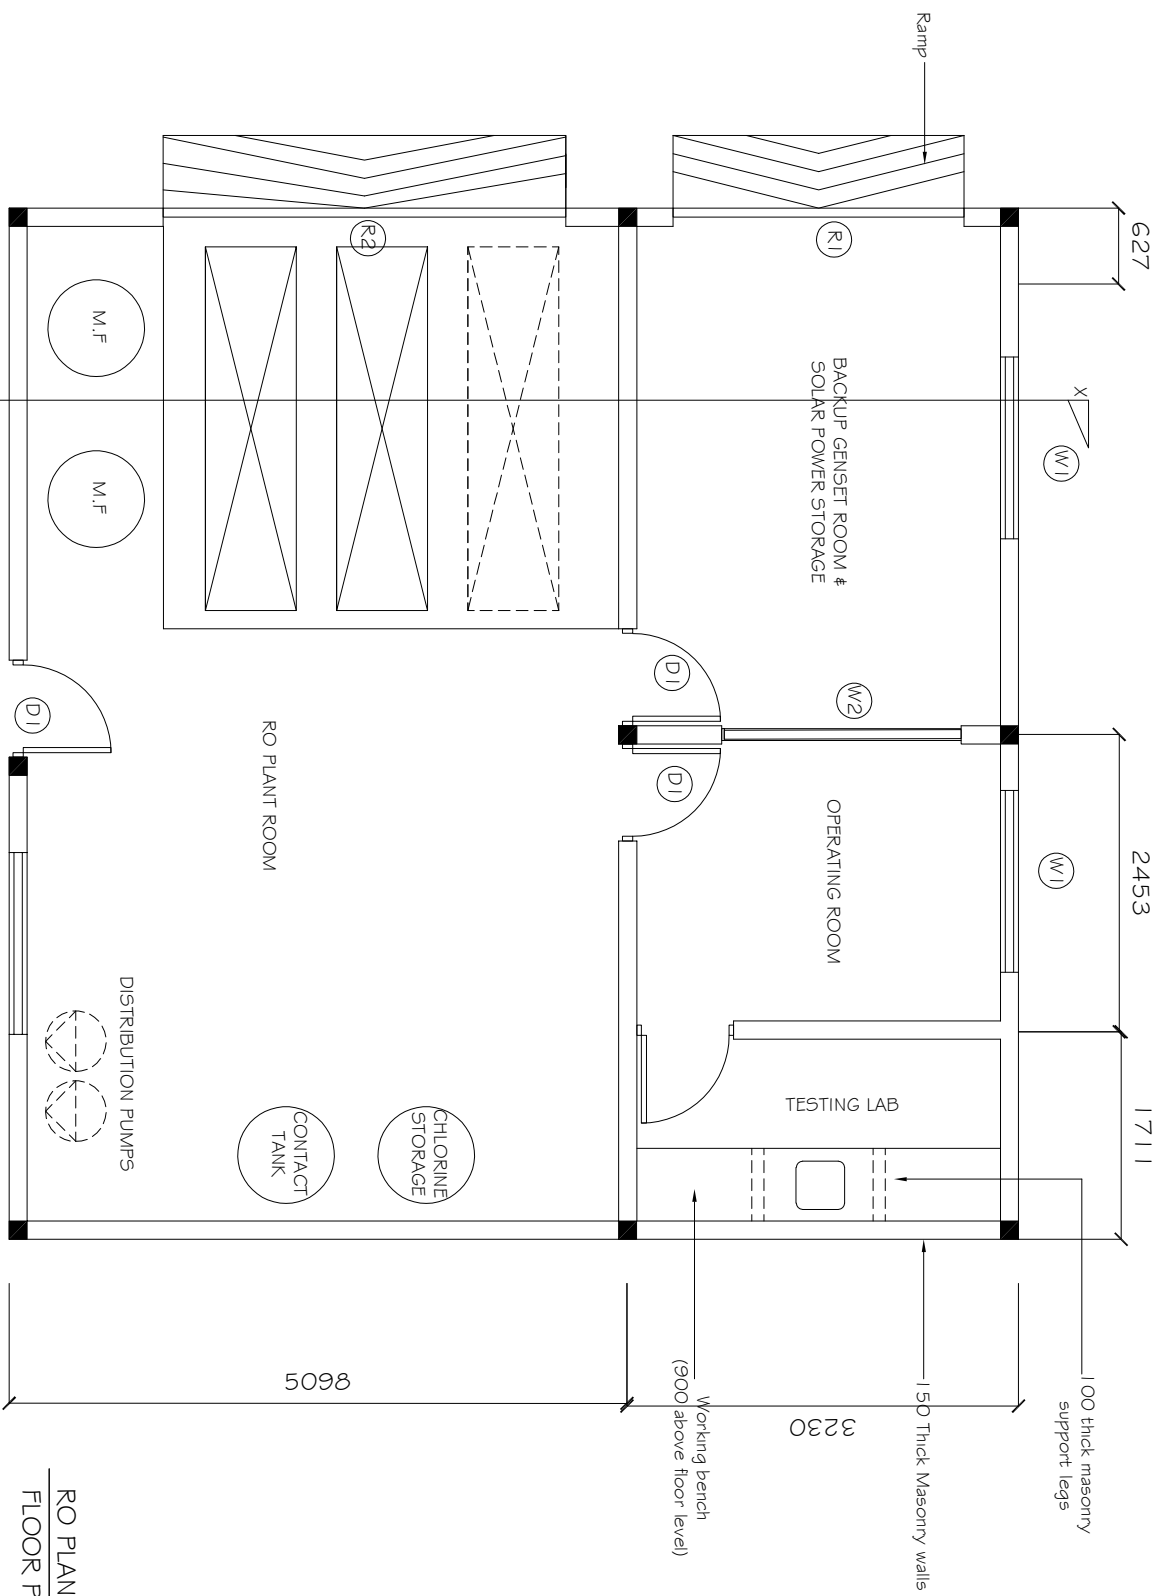 Ramp
627
X
W1
R1
R2
BACKUP GENSET ROOM &
SOLAR POWER STORAGE
M.F
M.F
D1
W2
D1
D1
2453
W1
OPERATING ROOM
RO PLANT ROOM
DISTRIBUTION PUMPS
1711
TESTING LAB
CHLORINE
STORAGE
CONTACT
TANK
100 thick masonry
support legs
150 Thick Masonry walls
Working bench
(900 above floor level)
5098
3230
RO PLAN
FLOOR P